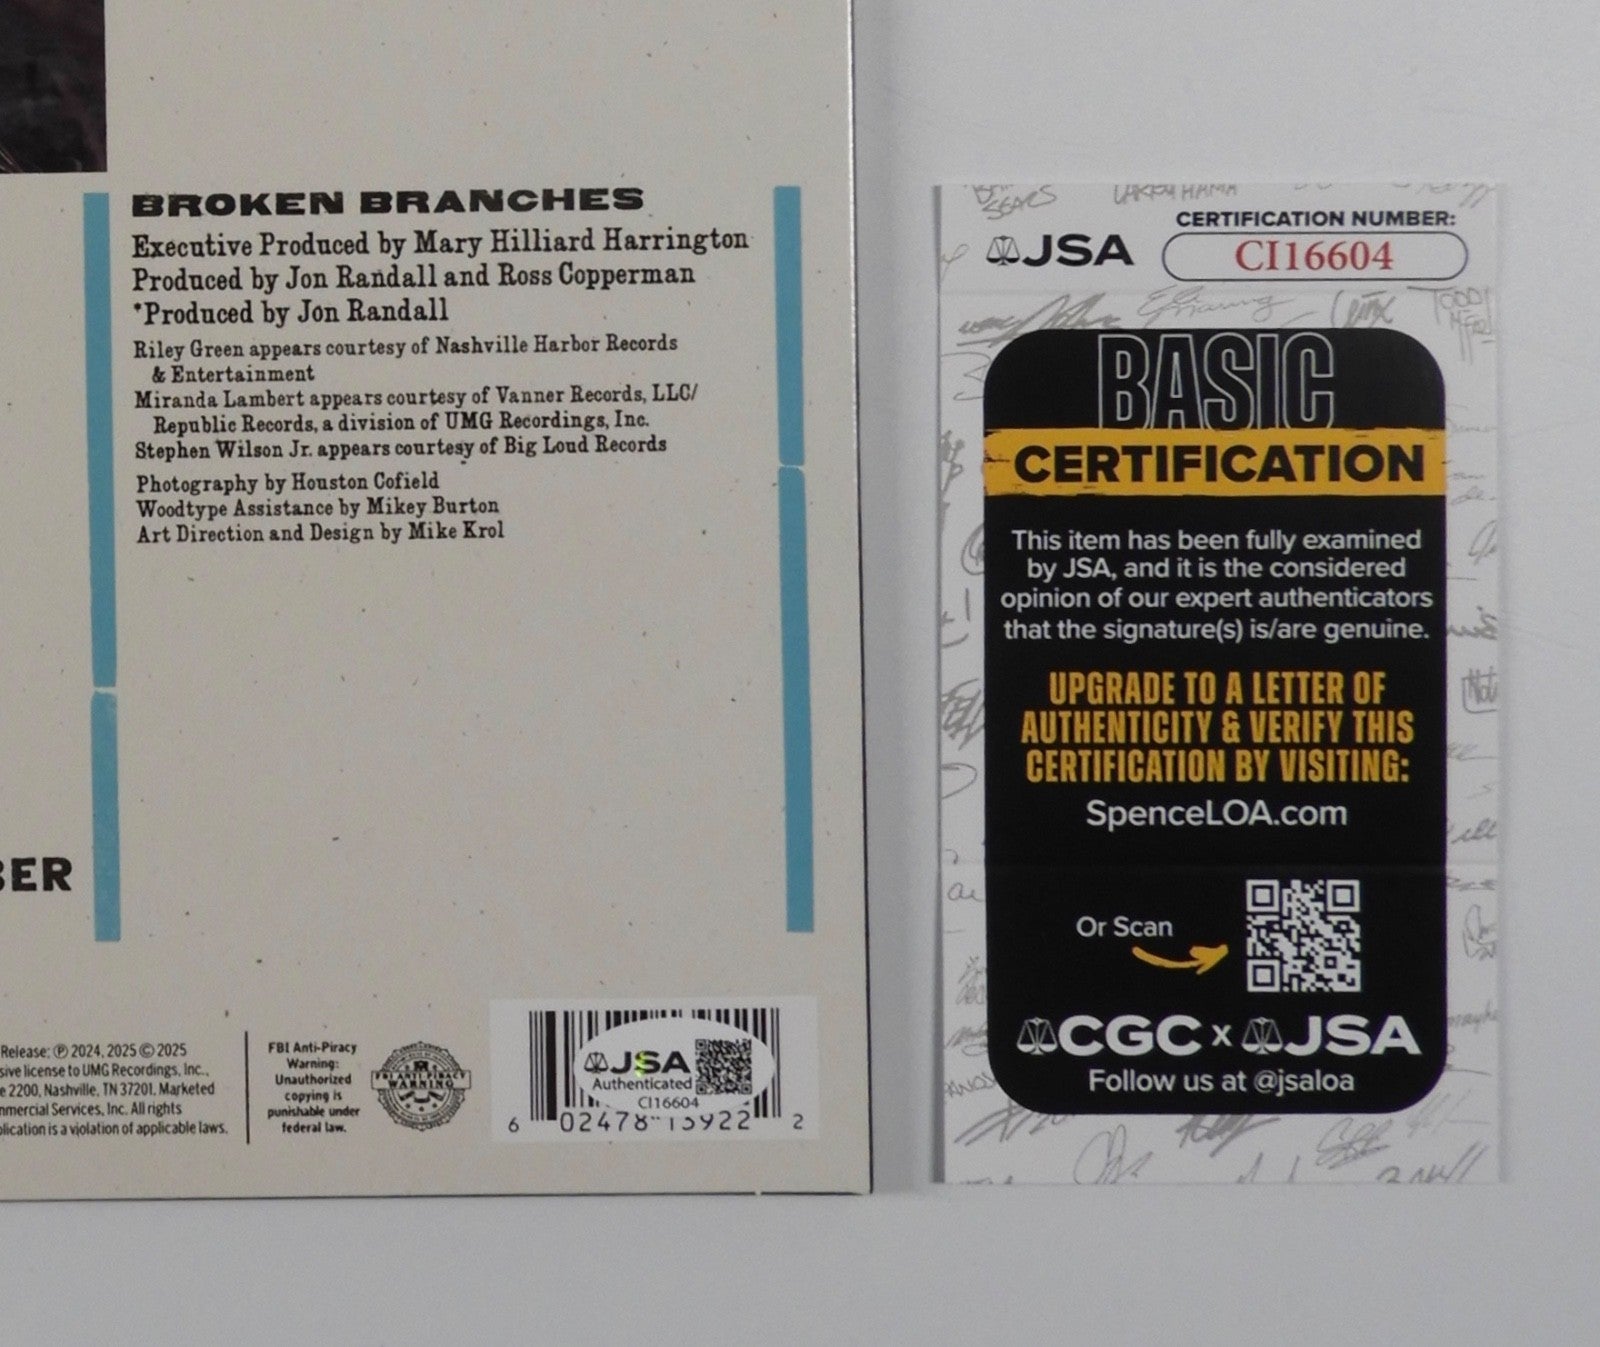 BROKEN BRANCHES
Executive Produced by Mary Hilliard Harrington
Produced by Jon Randall and Ross Copperman
*Produced by Jon Randall
Riley Green appears courtesy of Nashville Harbor Records
& Entertainment
Miranda Lambert appears courtesy of Vanner Records, LLC/
Republic Records, a division of UMG Recordings, Inc.
Stephen Wilson Jr. appears courtesy of Big Loud Records
Photography by Houston Cofield
Woodtype Assistance by Mikey Burton
Art Direction and Design by Mike Krol
BER
Release: ℗ 2024, 2025 © 2025
sive license to UMG Recordings, Inc.,
e 2200, Nashville, TN 37201. Marketed
mmercial Services, Inc. All rights
lication is a violation of applicable laws.
FBI Anti-Piracy
Warning:
Unauthorized
copying is
punishable under
federal law.
FBI ANTI-PIRACY
WARNING
JSA
Authenticated
CI16604
6 02478 15922 2
CERTIFICATION NUMBER:
JSA
CI16604
BASIC
CERTIFICATION
This item has been fully examined
by JSA, and it is the considered
opinion of our expert authenticators
that the signature(s) is/are genuine.
UPGRADE TO A LETTER OF
AUTHENTICITY & VERIFY THIS
CERTIFICATION BY VISITING:
SpenceLOA.com
Or Scan
CGC x JSA
Follow us at @jsaloa